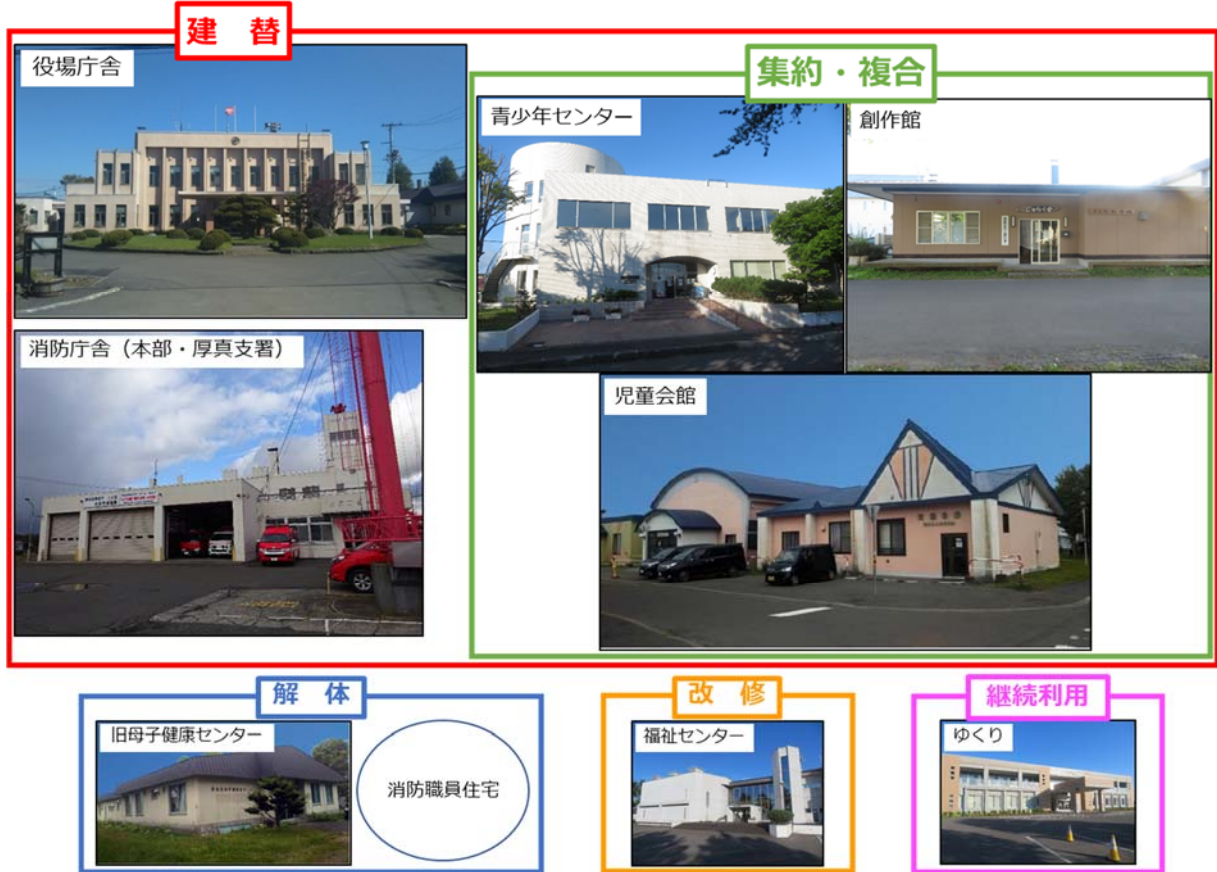 建　替
役場庁舎
集約・複合
青少年センター
創作館
消防庁舎（本部・厚真支署）
児童会館
解　体
旧母子健康センター
消防職員住宅
改　修
福祉センター
継続利用
ゆくり